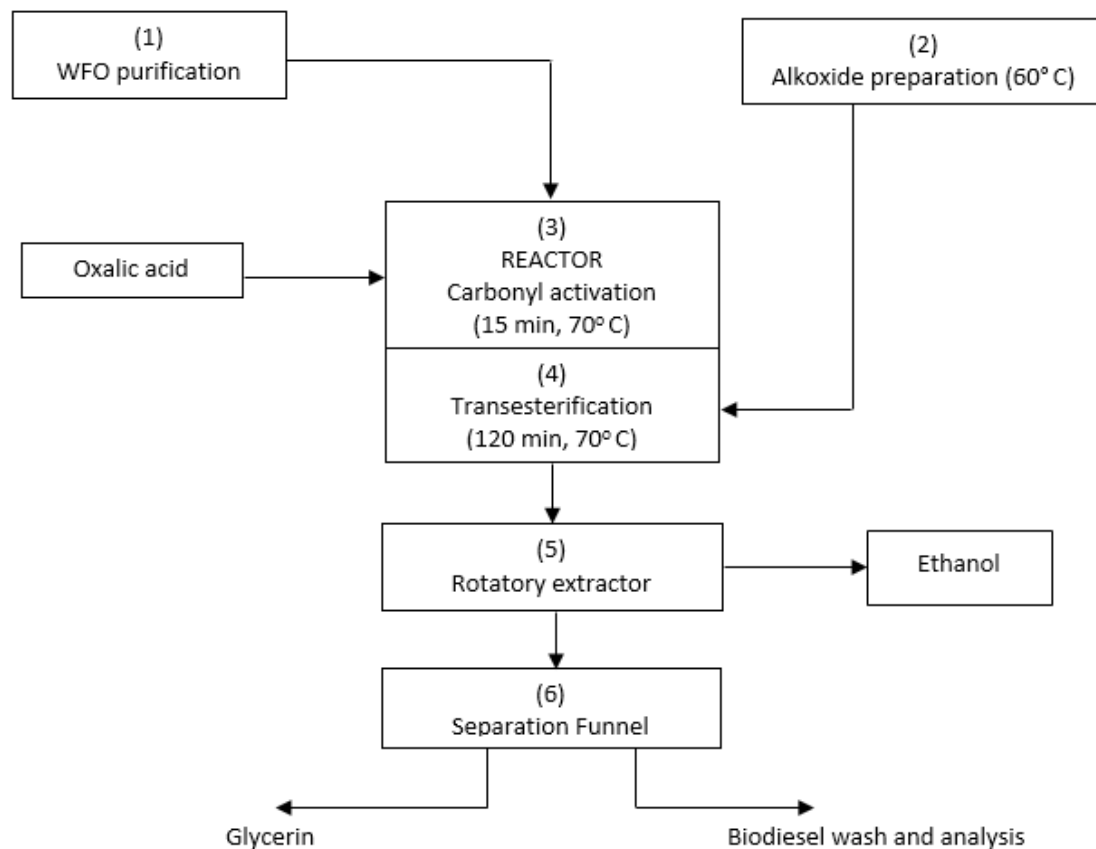 (1)
WFO purification
(2)
Alkoxide preparation (60° C)
(3)
REACTOR
Carbonyl activation
(15 min, 70° C)
Oxalic acid
(4)
Transesterification
(120 min, 70° C)
(5)
Rotatory extractor
Ethanol
(6)
Separation Funnel
Glycerin
Biodiesel wash and analysis